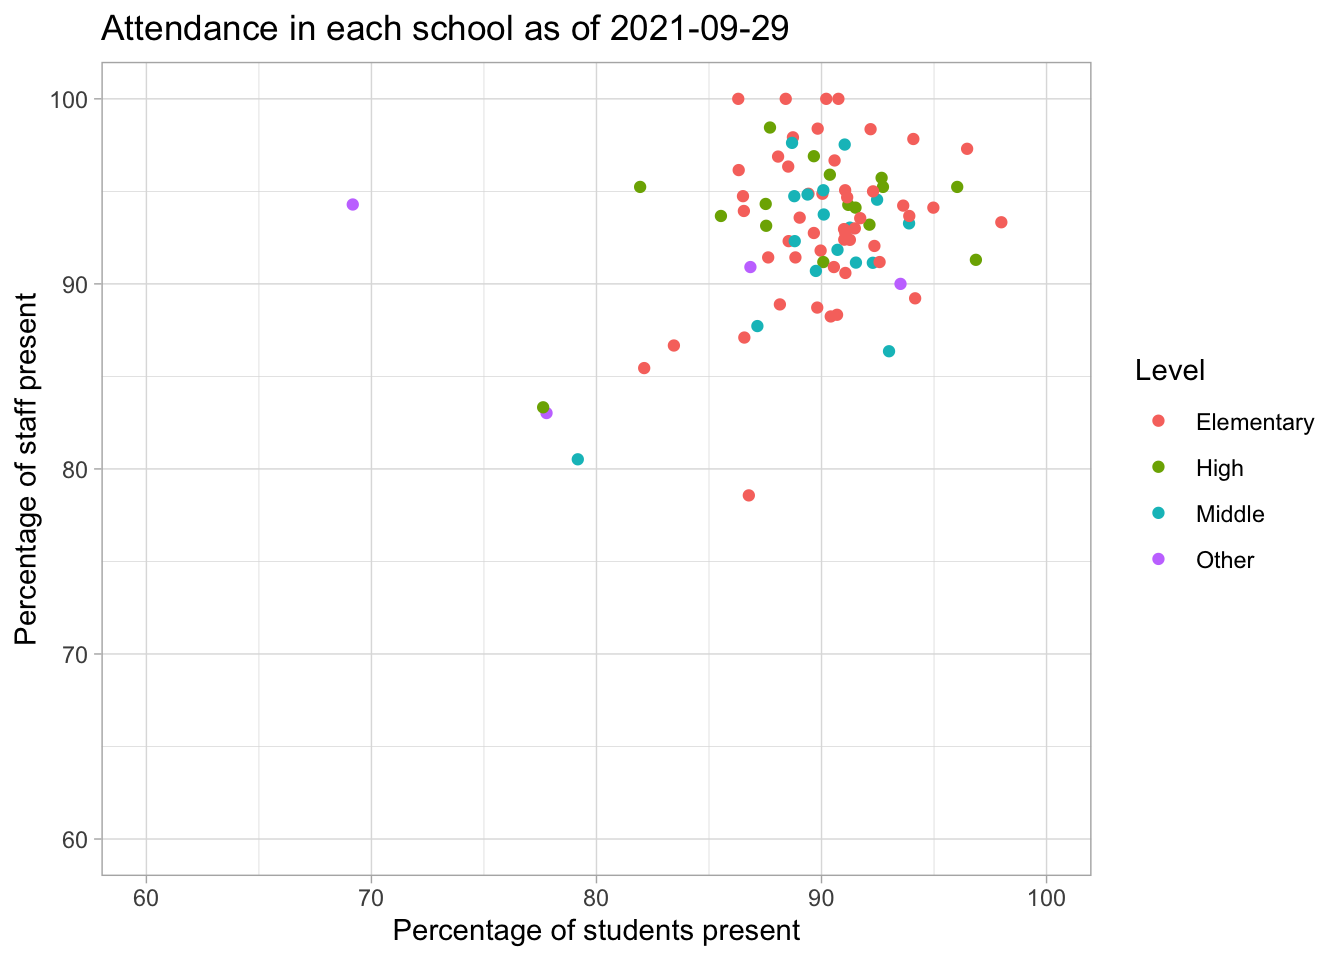 Attendance in each school as of 2021-09-29
Percentage of staff present
100
90
80
70
60
60 70 80 90 100
Percentage of students present
Level
Elementary
High
Middle
Other